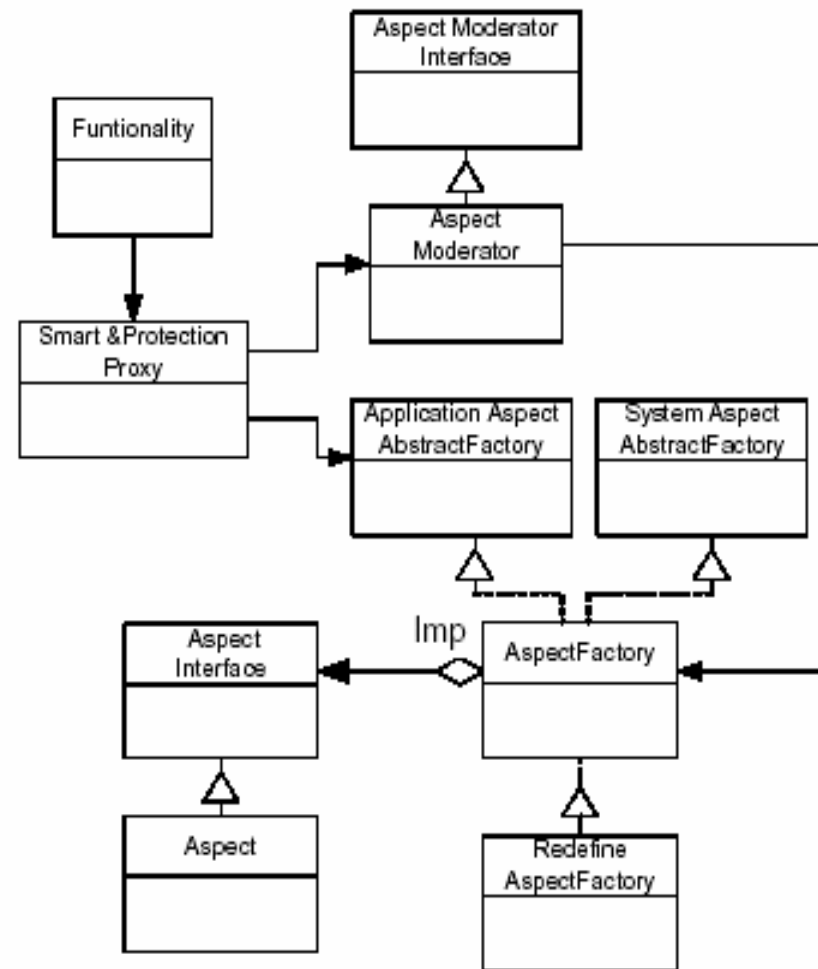 Aspect Moderator
Interface
Funtionality
Aspect
Moderator
Smart &Protection
Proxy
Application Aspect
AbstractFactory
System Aspect
AbstractFactory
Imp
Aspect
Interface
AspectFactory
Aspect
Redefine
AspectFactory